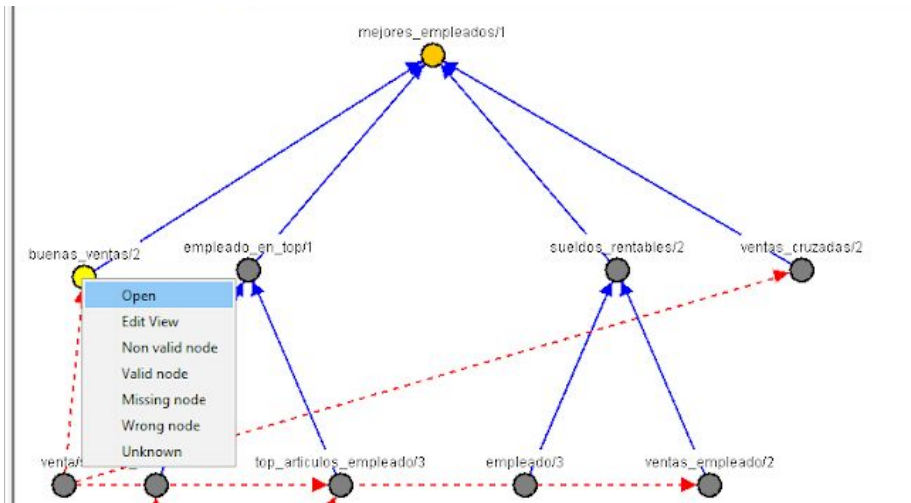 mejores_empleados/1
buenas_ventas/2
empleado_en_top/1
sueldos_rentables/2
ventas_cruzadas/2
Open
Edit View
Non valid node
Valid node
Missing node
Wrong node
Unknown
top_articulos_empleado/3
empleado/3
ventas_empleado/2